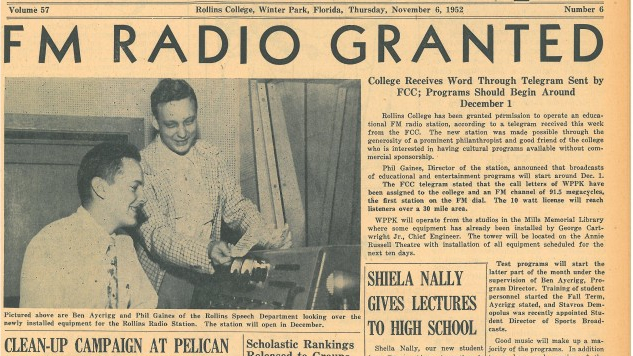 Volume 57 Rollins College, Winter Park, Florida, Thursday, November 6, 1952 Number 6
FM RADIO GRANTED
College Receives Word Through Telegram Sent by
FCC; Programs Should Begin Around
December 1
Rollins College has been granted permission to operate an educa-
tional FM radio station, according to a telegram received this week
from the FCC. The new station was made possible through the
generosity of a prominent philanthropist and good friend of the college
who is interested in having cultural programs available without com-
mercial sponsorship.
Phil Gaines, Director of the station, announced that broadcasts
of educational and entertainment programs will start around Dec. 1.
The FCC telegram stated that the call letters of WPPK have
been assigned to the college and an FM channel of 91.5 megacycles,
the first station on the FM dial. The 10 watt license will reach
listeners over a 30 mile area.
WPPK will operate from the studios in the Mills Memorial Library
where some equipment has already been installed by George Cart-
wright Jr., Chief Engineer. The tower will be located on the Annie
Russell Theatre with installation of all equipment scheduled for the
next ten days.
Test programs will start the
latter part of the month under the
supervision of Ben Aycrigg, Pro-
gram Director. Training of student
personnel started the Fall Term,
Aycrigg stated, and Stavros Dem-
opolus was recently appointed Stu-
dent Director of Sports Broad-
casts.
Good music will make up a ma-
jority of the programs. In addition
Pictured above are Ben Aycrigg and Phil Gaines of the Rollins Speech Department looking over the
newly installed equipment for the Rollins Radio Station. The station will open in December.
SHIELA NALLY
GIVES LECTURES
TO HIGH SCHOOL
Sheila Nally, our new student
CLEAN-UP CAMPAIGN AT PELICAN
Scholastic Rankings
Released to Groups